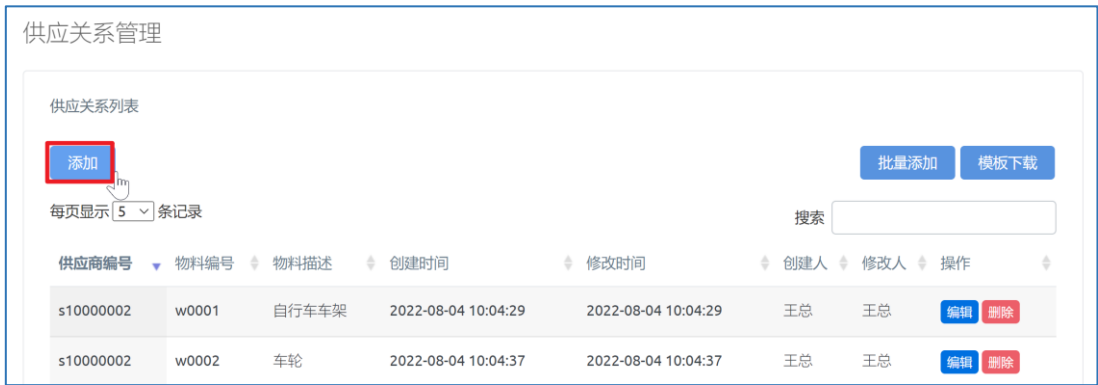 供应关系管理
供应关系列表
添加 批量添加 模板下载
每页显示 5 条记录 搜索
供应商编号 物料编号 物料描述 创建时间 修改时间 创建人 修改人 操作
s10000002 w0001 自行车车架 2022-08-04 10:04:29 2022-08-04 10:04:29 王总 王总 编辑 删除
s10000002 w0002 车轮 2022-08-04 10:04:37 2022-08-04 10:04:37 王总 王总 编辑 删除